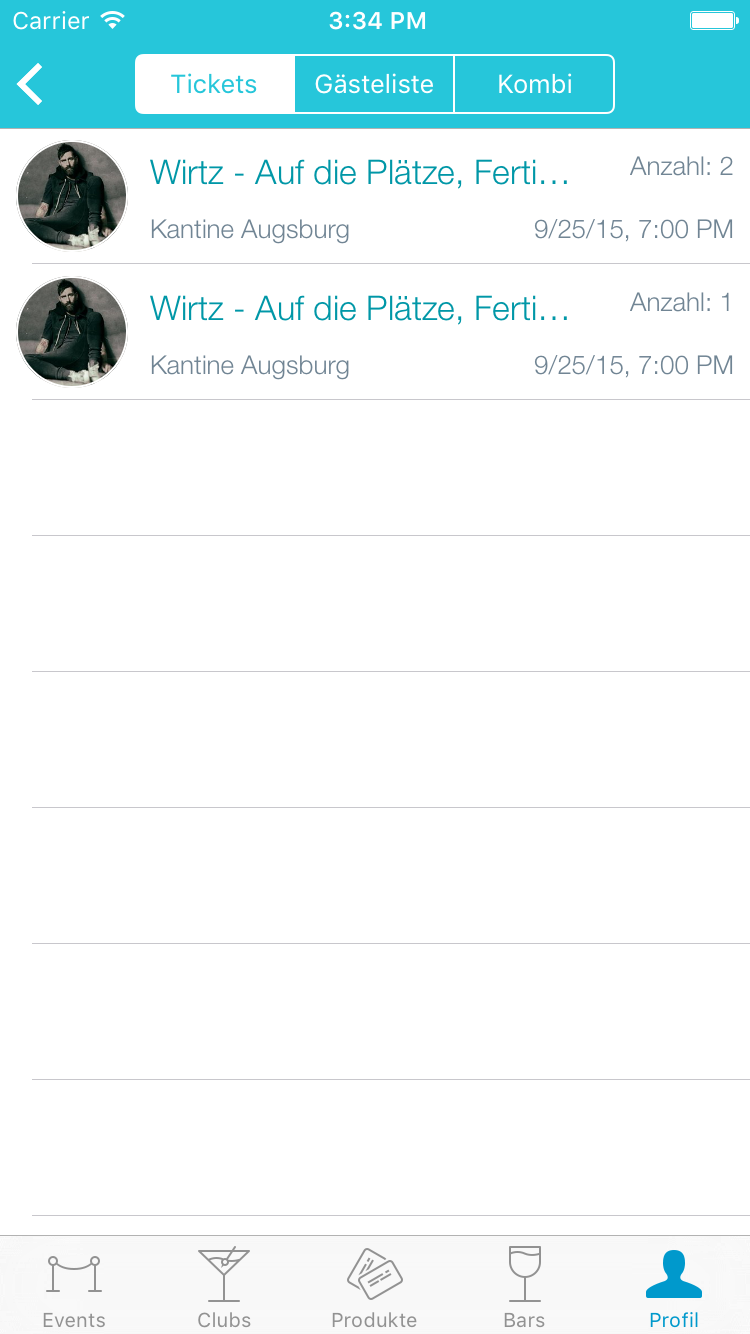 Carrier 3:34 PM
Tickets Gästeliste Kombi
Wirtz - Auf die Plätze, Ferti... Anzahl: 2
Kantine Augsburg 9/25/15, 7:00 PM
Wirtz - Auf die Plätze, Ferti... Anzahl: 1
Kantine Augsburg 9/25/15, 7:00 PM
Events Clubs Produkte Bars Profil